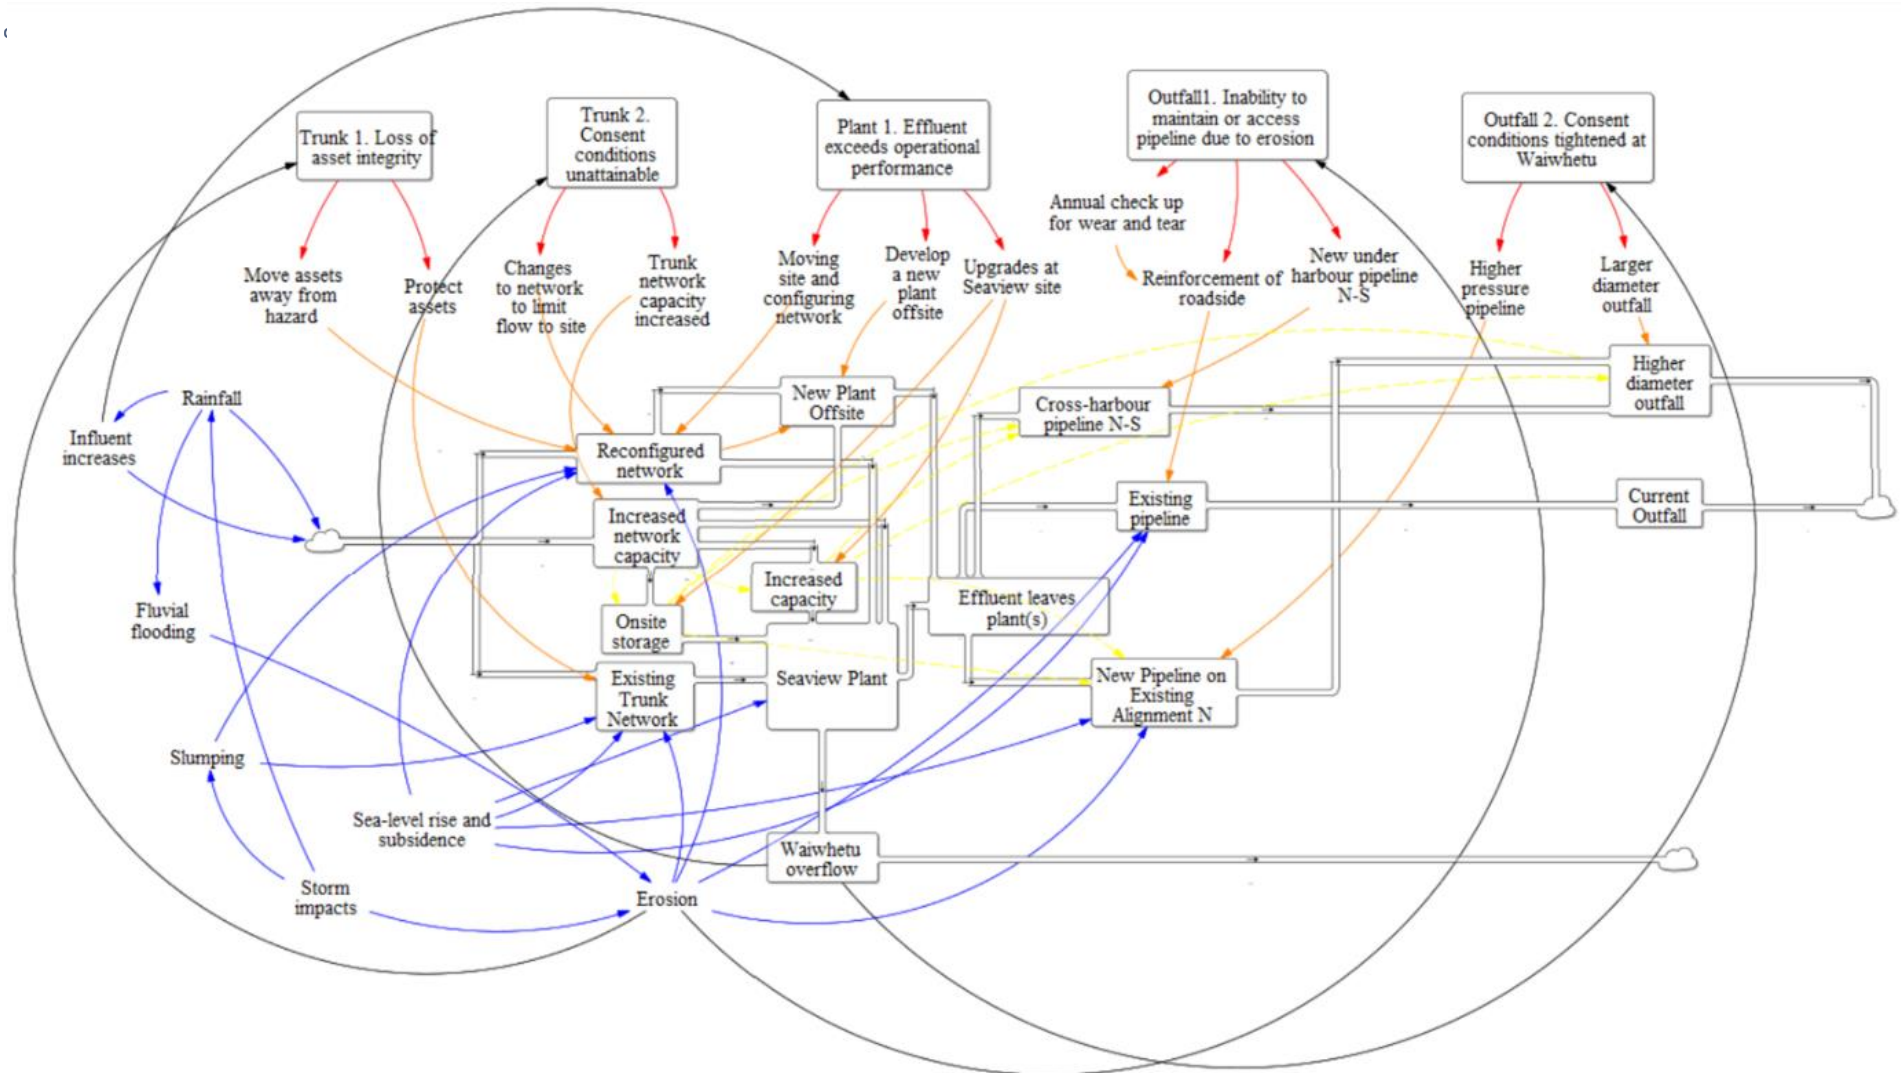 Trunk 1. Loss of
asset integrity
Trunk 2.
Consent
conditions
unattainable
Plant 1. Effluent
exceeds operational
performance
Outfall1. Inability to
maintain or access
pipeline due to erosion
Outfall 2. Consent
conditions tightened at
Waiwhetu
Move assets
away from
hazard
Protect
assets
Changes
to network
to limit
flow to site
Trunk
network
capacity
increased
Moving
site and
configuring
network
Develop
a new
plant
offsite
Upgrades at
Seaview site
Annual check up
for wear and tear
Reinforcement of
roadside
New under
harbour pipeline
N-S
Higher
pressure
pipeline
Larger
diameter
outfall
Rainfall
Influent
increases
Fluvial
flooding
Slumping
Sea-level rise and
subsidence
Storm
impacts
Erosion
New Plant
Offsite
Reconfigured
network
Increased
network
capacity
Increased
capacity
Onsite
storage
Existing
Trunk
Network
Seaview Plant
Waiwhetu
overflow
Effluent leaves
plant(s)
Cross-harbour
pipeline N-S
Existing
pipeline
New Pipeline on
Existing
Alignment N
Higher
diameter
outfall
Current
Outfall